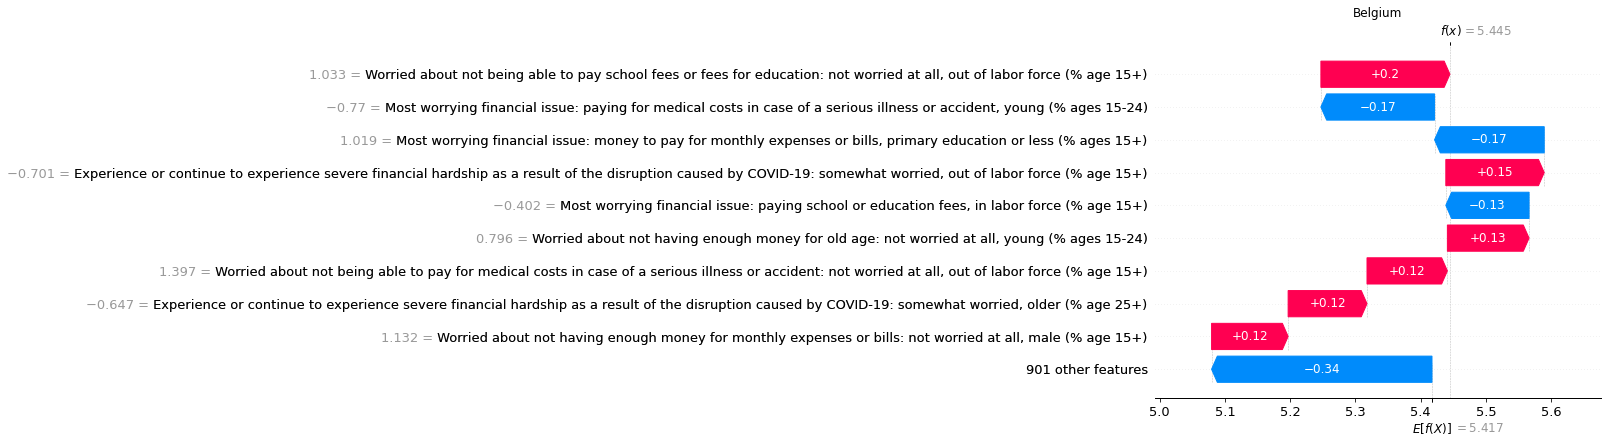 Belgium
f(x) = 5.445
1.033 = Worried about not being able to pay school fees or fees for education: not worried at all, out of labor force (% age 15+)
+0.2
−0.77 = Most worrying financial issue: paying for medical costs in case of a serious illness or accident, young (% ages 15-24)
−0.17
1.019 = Most worrying financial issue: money to pay for monthly expenses or bills, primary education or less (% ages 15+)
−0.17
−0.701 = Experience or continue to experience severe financial hardship as a result of the disruption caused by COVID-19: somewhat worried, out of labor force (% age 15+)
+0.15
−0.402 = Most worrying financial issue: paying school or education fees, in labor force (% age 15+)
−0.13
0.796 = Worried about not having enough money for old age: not worried at all, young (% ages 15-24)
+0.13
1.397 = Worried about not being able to pay for medical costs in case of a serious illness or accident: not worried at all, out of labor force (% age 15+)
+0.12
−0.647 = Experience or continue to experience severe financial hardship as a result of the disruption caused by COVID-19: somewhat worried, older (% age 25+)
+0.12
1.132 = Worried about not having enough money for monthly expenses or bills: not worried at all, male (% age 15+)
+0.12
901 other features
−0.34
5.0 5.1 5.2 5.3 5.4 5.5 5.6
E[f(X)] = 5.417